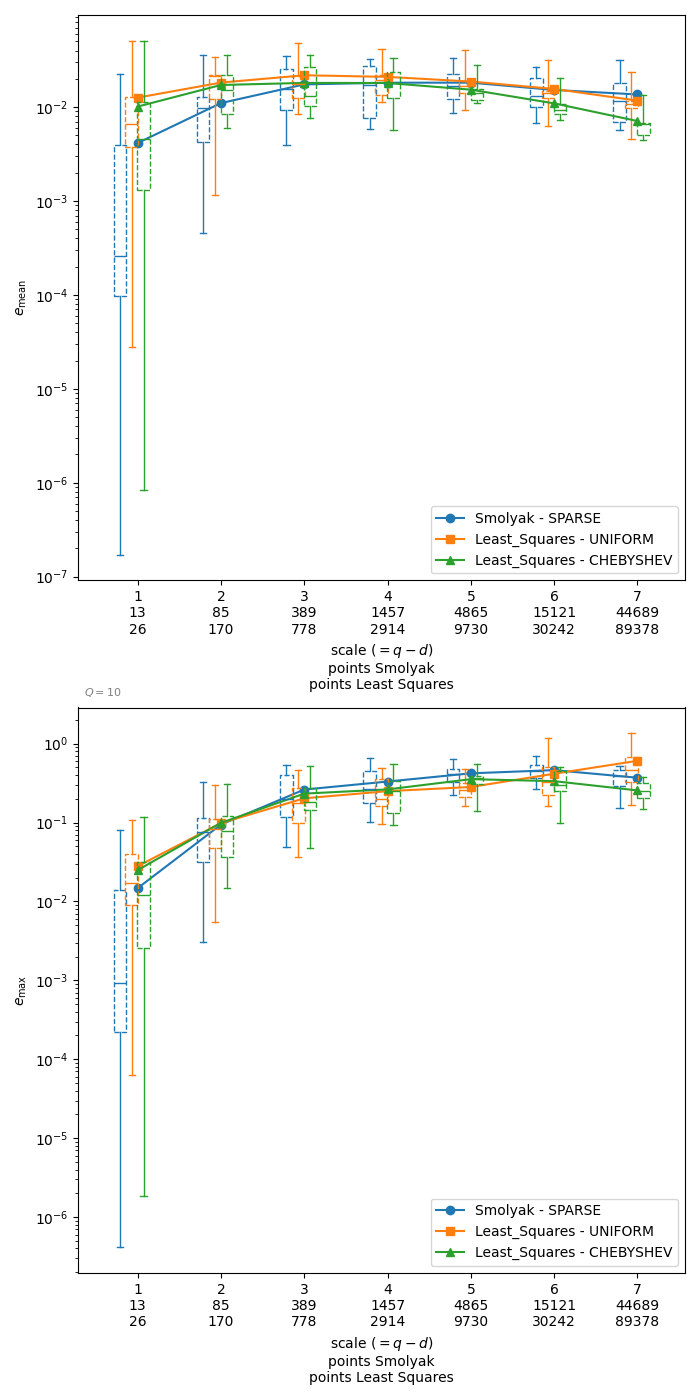 10⁻²
10⁻³
10⁻⁴
10⁻⁵
10⁻⁶
10⁻⁷
e_mean
Smolyak - SPARSE
Least_Squares - UNIFORM
Least_Squares - CHEBYSHEV
1 2 3 4 5 6 7
13 85 389 1457 4865 15121 44689
26 170 778 2914 9730 30242 89378
scale (= q − d)
points Smolyak
points Least Squares
Q = 10
10⁰
10⁻¹
10⁻²
10⁻³
10⁻⁴
10⁻⁵
10⁻⁶
e_max
Smolyak - SPARSE
Least_Squares - UNIFORM
Least_Squares - CHEBYSHEV
1 2 3 4 5 6 7
13 85 389 1457 4865 15121 44689
26 170 778 2914 9730 30242 89378
scale (= q − d)
points Smolyak
points Least Squares